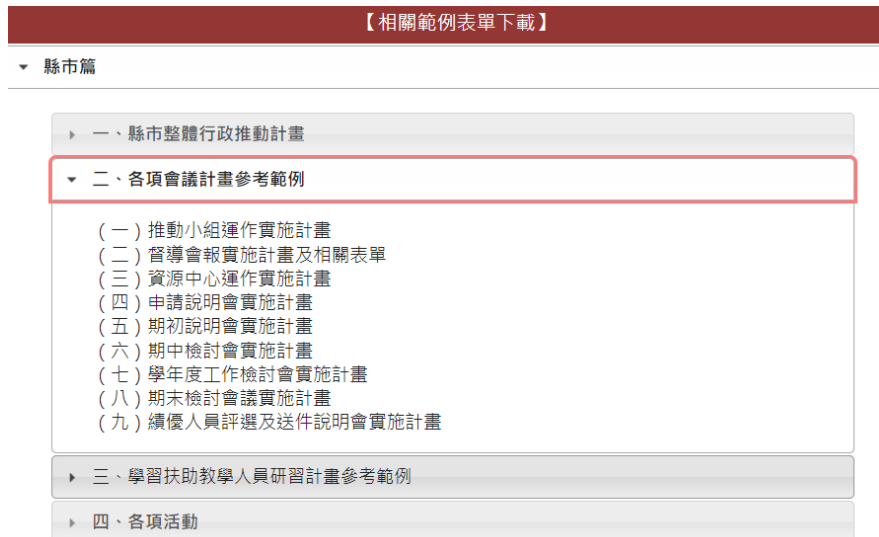 【相關範例表單下載】
縣市篇
一、縣市整體行政推動計畫
二、各項會議計畫參考範例
(一)推動小組運作實施計畫
(二)督導會報實施計畫及相關表單
(三)資源中心運作實施計畫
(四)申請說明會實施計畫
(五)期初說明會實施計畫
(六)期中檢討會實施計畫
(七)學年度工作檢討會實施計畫
(八)期末檢討會議實施計畫
(九)績優人員評選及送件說明會實施計畫
三、學習扶助教學人員研習計畫參考範例
四、各項活動